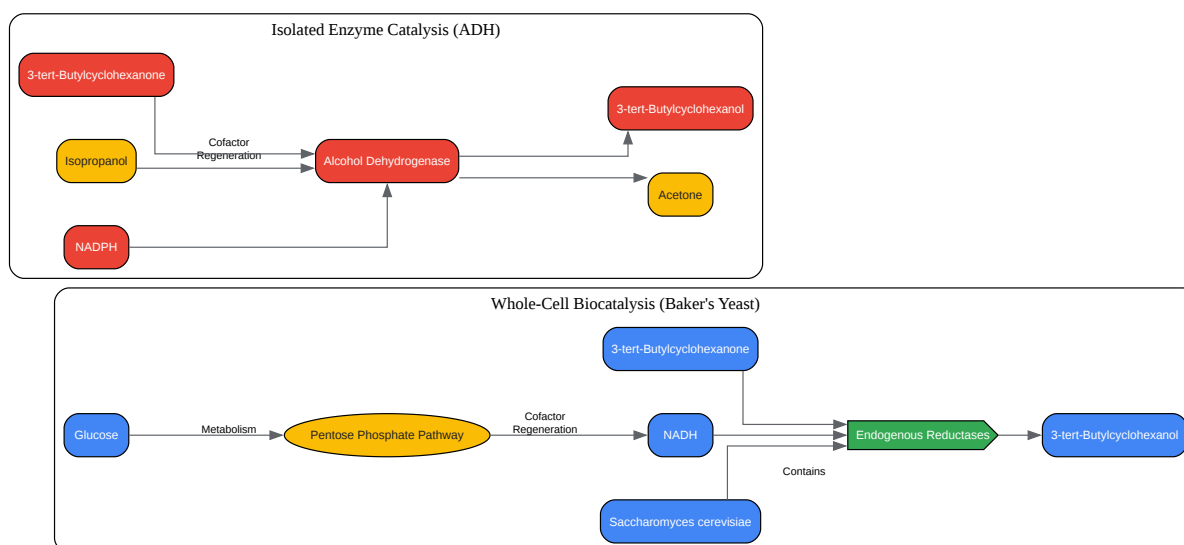 Isolated Enzyme Catalysis (ADH)
3-tert-Butylcyclohexanone
3-tert-Butylcyclohexanol
Cofactor
Regeneration
Isopropanol
Alcohol Dehydrogenase
Acetone
NADPH
Whole-Cell Biocatalysis (Baker's Yeast)
3-tert-Butylcyclohexanone
Glucose
Metabolism
Pentose Phosphate Pathway
Cofactor
Regeneration
NADH
Endogenous Reductases
3-tert-Butylcyclohexanol
Contains
Saccharomyces cerevisiae